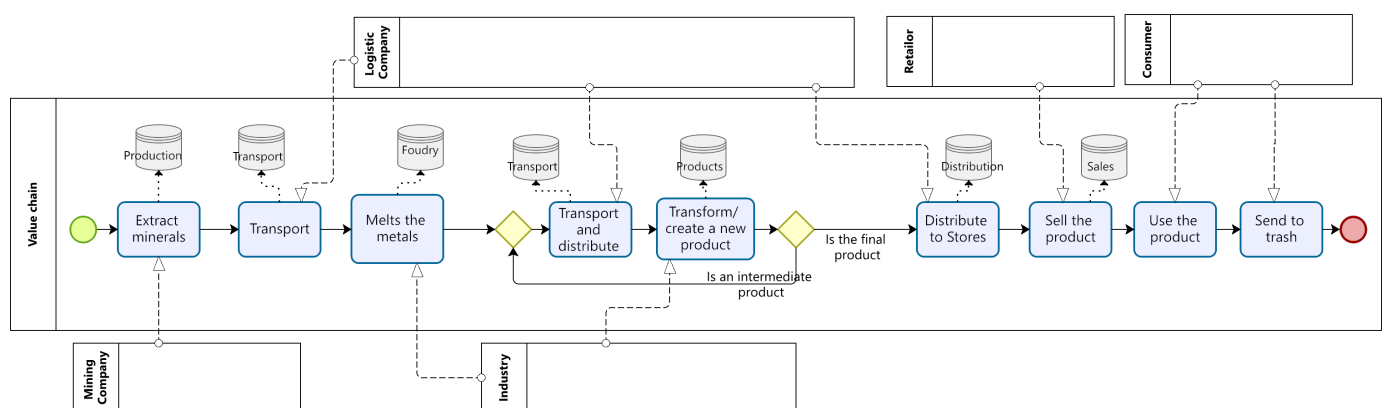 Logistic
Company
Retailor
Consumer
Value chain
Production
Transport
Foudry
Transport
Products
Distribution
Sales
Extract
minerals
Transport
Melts the
metals
Transport
and
distribute
Transform/
create a new
product
Is the final
product
Distribute
to Stores
Sell the
product
Use the
product
Send to
trash
Is an intermediate
product
Mining
Company
Industry